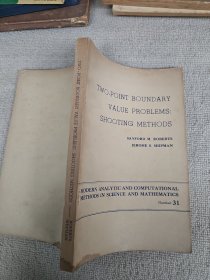 TWO-POINT BOUNDARY
VALUE PROBLEMS:
SHOOTING METHODS
SANFORD M. ROBERTS
JEROME S. SHIPMAN
MODERN ANALYTIC AND COMPUTATIONAL
METHODS IN SCIENCE AND MATHEMATICS
Number 31